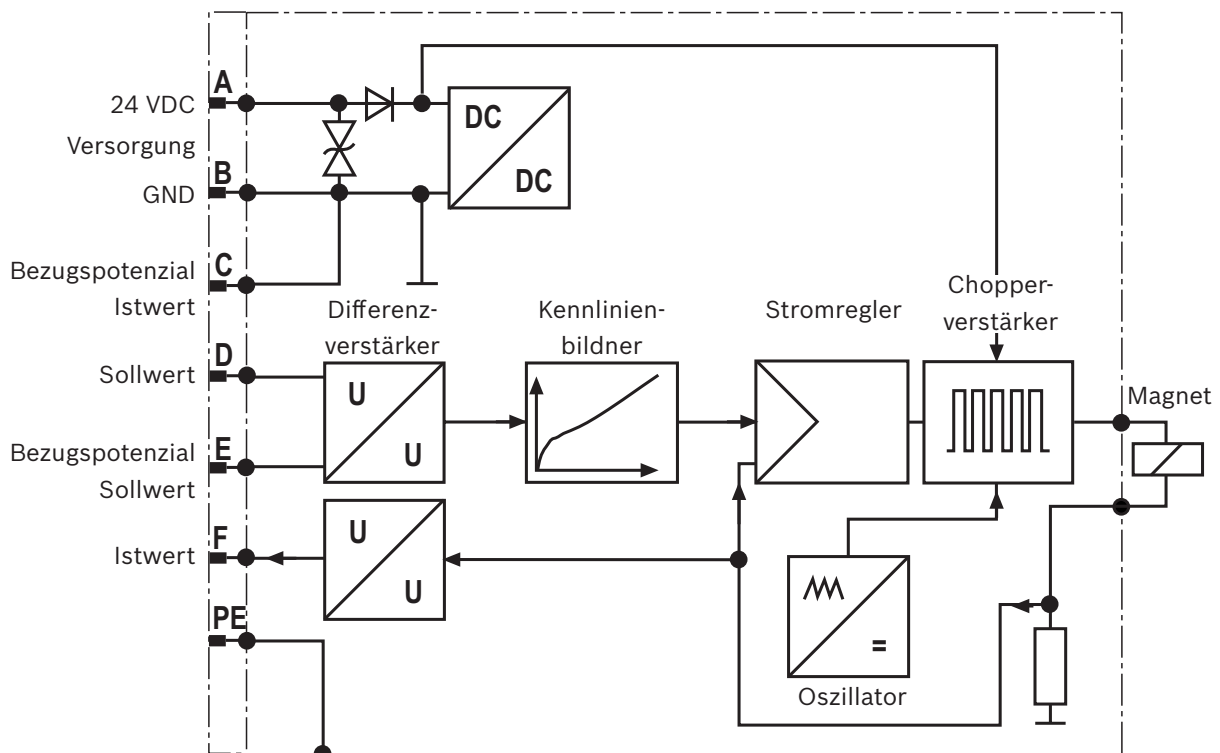 A
24 VDC
Versorgung
B
GND
C
Bezugspotenzial
Istwert
DC
DC
Differenz-
verstärker
Kennlinien-
bildner
Stromregler
Chopper-
verstärker
D
Sollwert
U
U
Magnet
E
Bezugspotenzial
Sollwert
F
Istwert
U
U
=
Oszillator
PE